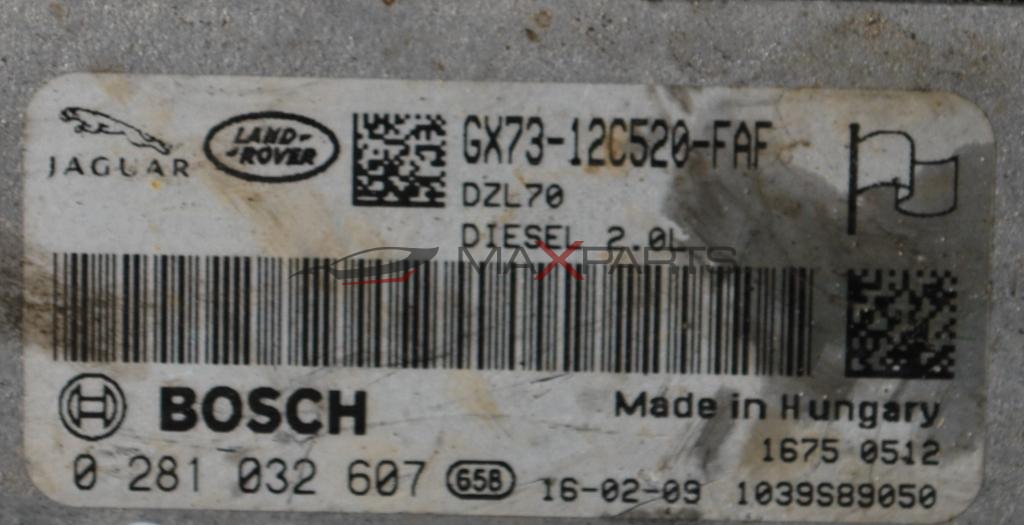 JAGUAR
LAND-
-ROVER
GX73-12C520-FAF
DZL70
DIESEL 2.0L
MAXPARTS
BOSCH
Made in Hungary
1675 0512
0 281 032 607 G58 16-02-09 1039S89050